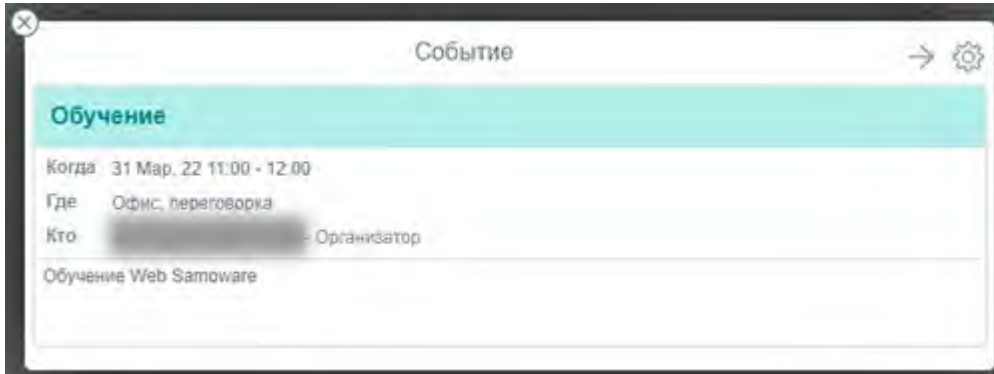 Событие
Обучение
Когда 31 Мар, 22 11:00 - 12:00
Где Офис, переговорка
Кто - Организатор
Обучение Web Samoware